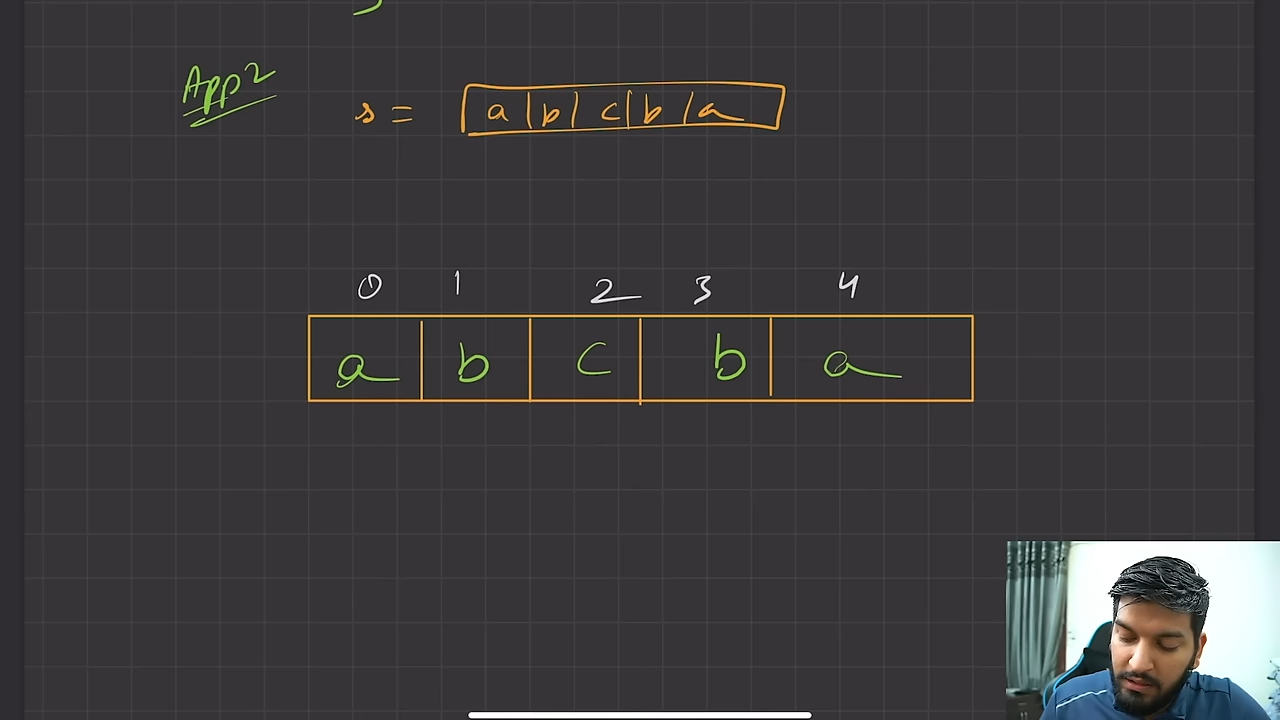 App2
s = a | b | c | b | a
0 1 2 3 4
a b c b a